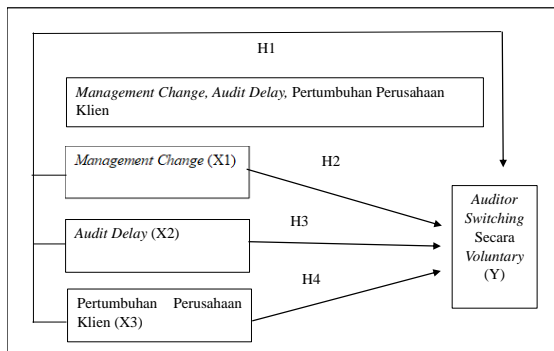 H1
Management Change, Audit Delay, Pertumbuhan Perusahaan
Klien
Management Change (X1)
H2
Audit Delay (X2)
H3
Pertumbuhan Perusahaan
Klien (X3)
H4
Auditor
Switching
Secara
Voluntary
(Y)